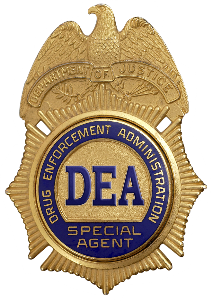 DEPARTMENT OF JUSTICE
DRUG ENFORCEMENT ADMINISTRATION
DEA
SPECIAL
AGENT